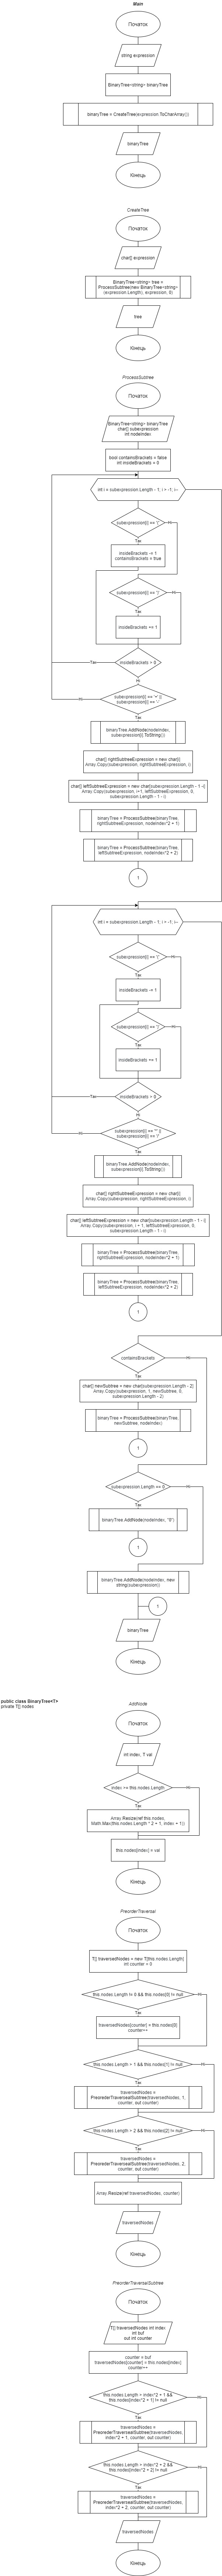 Main
Початок
string expression
BinaryTree<string> binaryTree
binaryTree = CreateTree(expression.ToCharArray())
binaryTree
Кінець
CreateTree
Початок
char[] expression
BinaryTree<string> tree =
ProcessSubtree(new BinaryTree<string>
(expression.Length), expression, 0)
tree
Кінець
ProcessSubtree
Початок
BinaryTree<string> binaryTree
char[] subexpression
int nodeIndex
bool containsBrackets = false
int insideBrackets = 0
int i = subexpression.Length - 1; i > -1; i--
subexpression[i] == '('
Ні
Так
insideBrackets -= 1
containsBrackets = true
subexpression[i] == ')'
Ні
Так
insideBrackets += 1
Так
insideBrackets > 0
Ні
Ні
subexpression[i] == '+' ||
subexpression[i] == '-'
binaryTree.AddNode(nodeIndex,
subexpression[i].ToString())
char[] rightSubtreeExpression = new char[i]
Array.Copy(subexpression, rightSubtreeExpression, i)
char[] leftSubtreeExpression = new char[subexpression.Length - 1 - i]
Array.Copy(subexpression, i+1, leftSubtreeExpression, 0,
subexpression.Length - 1 - i)
binaryTree = ProcessSubtree(binaryTree,
rightSubtreeExpression, nodeIndex*2 + 1)
binaryTree = ProcessSubtree(binaryTree,
leftSubtreeExpression, nodeIndex*2 + 2)
1
int i = subexpression.Length - 1; i > -1; i--
subexpression[i] == '('
Ні
Так
insideBrackets -= 1
subexpression[i] == ')'
Ні
Так
insideBrackets += 1
Так
insideBrackets > 0
Ні
Ні
subexpression[i] == '*' ||
subexpression[i] == '/'
binaryTree.AddNode(nodeIndex,
subexpression[i].ToString())
char[] rightSubtreeExpression = new char[i]
Array.Copy(subexpression, rightSubtreeExpression, i)
char[] leftSubtreeExpression = new char[subexpression.Length - 1 - i]
Array.Copy(subexpression, i + 1, leftSubtreeExpression, 0,
subexpression.Length - 1 - i)
binaryTree = ProcessSubtree(binaryTree,
rightSubtreeExpression, nodeIndex*2 + 1)
binaryTree = ProcessSubtree(binaryTree,
leftSubtreeExpression, nodeIndex*2 + 2)
1
containsBrackets
Ні
Так
char[] newSubtree = new char[subexpression.Length - 2]
Array.Copy(subexpression, 1, newSubtree, 0,
subexpression.Length - 2)
binaryTree = ProcessSubtree(binaryTree,
newSubtree, nodeIndex)
1
subexpression.Length == 0
Ні
Так
binaryTree.AddNode(nodeIndex, "0")
1
binaryTree.AddNode(nodeIndex, new
string(subexpression))
1
binaryTree
Кінець
public class BinaryTree<T>
private T[] nodes
AddNode
Початок
int index, T val
index >= this.nodes.Length
Ні
Так
Array.Resize(ref this.nodes,
Math.Max(this.nodes.Length * 2 + 1, index + 1))
this.nodes[index] = val
Кінець
PreorderTraversal
Початок
T[] traversedNodes = new T[this.nodes.Length]
int counter = 0
this.nodes.Length != 0 && this.nodes[0] != null
Ні
Так
traversedNodes[counter] = this.nodes[0]
counter++
this.nodes.Length > 1 && this.nodes[1] != null
Ні
Так
traversedNodes =
PreorderTraversalSubtree(traversedNodes, 1,
counter, out counter)
this.nodes.Length > 2 && this.nodes[2] != null
Ні
Так
traversedNodes =
PreorderTraversalSubtree(traversedNodes, 2,
counter, out counter)
Array.Resize(ref traversedNodes, counter)
traversedNodes
Кінець
PreorderTraversalSubtree
Початок
T[] traversedNodes int index
int buf
out int counter
counter = buf
traversedNodes[counter] = this.nodes[index]
counter++
this.nodes.Length > index*2 + 1 &&
this.nodes[index*2 + 1] != null
Ні
Так
traversedNodes =
PreorderTraversalSubtree(traversedNodes,
index*2 + 1, counter, out counter)
this.nodes.Length > index*2 + 2 &&
this.nodes[index*2 + 2] != null
Ні
Так
traversedNodes =
PreorderTraversalSubtree(traversedNodes,
index*2 + 2, counter, out counter)
traversedNodes
Кінець